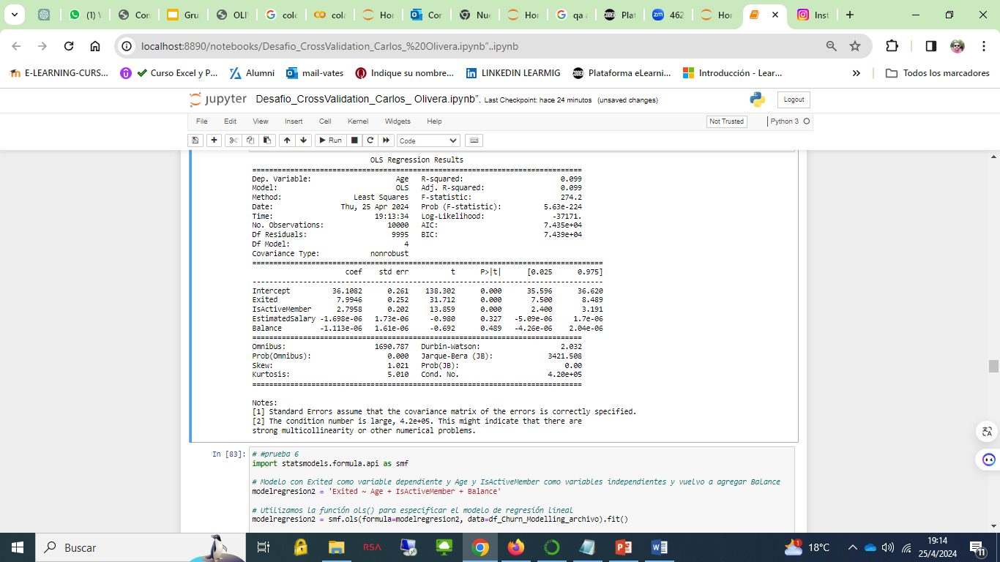 (1) W
Con
Gru
OLI
colo
cola
Hor
Cor
Nue
Hor
qa a
Plat
zm
462
Hor
Inst
localhost:8890/notebooks/Desafio_CrossValidation_Carlos_%20Olivera.ipynb"..ipynb
E-LEARNING-CURS...
Curso Excel y P...
Alumni
mail-vates
Indique su nombre...
LINKEDIN LEARMIG
Plataforma eLearni...
Introducción - Lear...
»
Todos los marcadores
jupyter Desafio_CrossValidation_Carlos_ Olivera.ipynb". Last Checkpoint: hace 24 minutos (unsaved changes)
Logout
File Edit View Insert Cell Kernel Widgets Help
Not Trusted
Python 3
Run
Code
OLS Regression Results
==============================================================================
Dep. Variable: Age R-squared: 0.099
Model: OLS Adj. R-squared: 0.099
Method: Least Squares F-statistic: 274.2
Date: Thu, 25 Apr 2024 Prob (F-statistic): 5.63e-224
Time: 19:13:34 Log-Likelihood: -37171.
No. Observations: 10000 AIC: 7.435e+04
Df Residuals: 9995 BIC: 7.439e+04
Df Model: 4
Covariance Type: nonrobust
===================================================================================
coef std err t P>|t| [0.025 0.975]
-----------------------------------------------------------------------------------
Intercept 36.1082 0.261 138.302 0.000 35.596 36.620
Exited 7.9946 0.252 31.712 0.000 7.500 8.489
IsActiveMember 2.7958 0.202 13.859 0.000 2.400 3.191
EstimatedSalary -1.698e-06 1.73e-06 -0.980 0.327 -5.09e-06 1.7e-06
Balance -1.113e-06 1.61e-06 -0.692 0.489 -4.26e-06 2.04e-06
==============================================================================
Omnibus: 1690.787 Durbin-Watson: 2.032
Prob(Omnibus): 0.000 Jarque-Bera (JB): 3421.508
Skew: 1.021 Prob(JB): 0.00
Kurtosis: 5.010 Cond. No. 4.20e+05
==============================================================================
Notes:
[1] Standard Errors assume that the covariance matrix of the errors is correctly specified.
[2] The condition number is large, 4.2e+05. This might indicate that there are
strong multicollinearity or other numerical problems.
In [83]:
# #prueba 6
import statsmodels.formula.api as smf
# Modelo con Exited como variable dependiente y Age y IsActiveMember como variables independientes y vuelvo a agregar Balance
modelregresion2 = 'Exited ~ Age + IsActiveMember + Balance'
# Utilizamos la función ols() para especificar el modelo de regresión lineal
modelregresion2 = smf.ols(formula=modelregresion2, data=df_Churn_Modelling_archivo).fit()
Buscar
RSA
1
18°C
19:14
25/4/2024
11